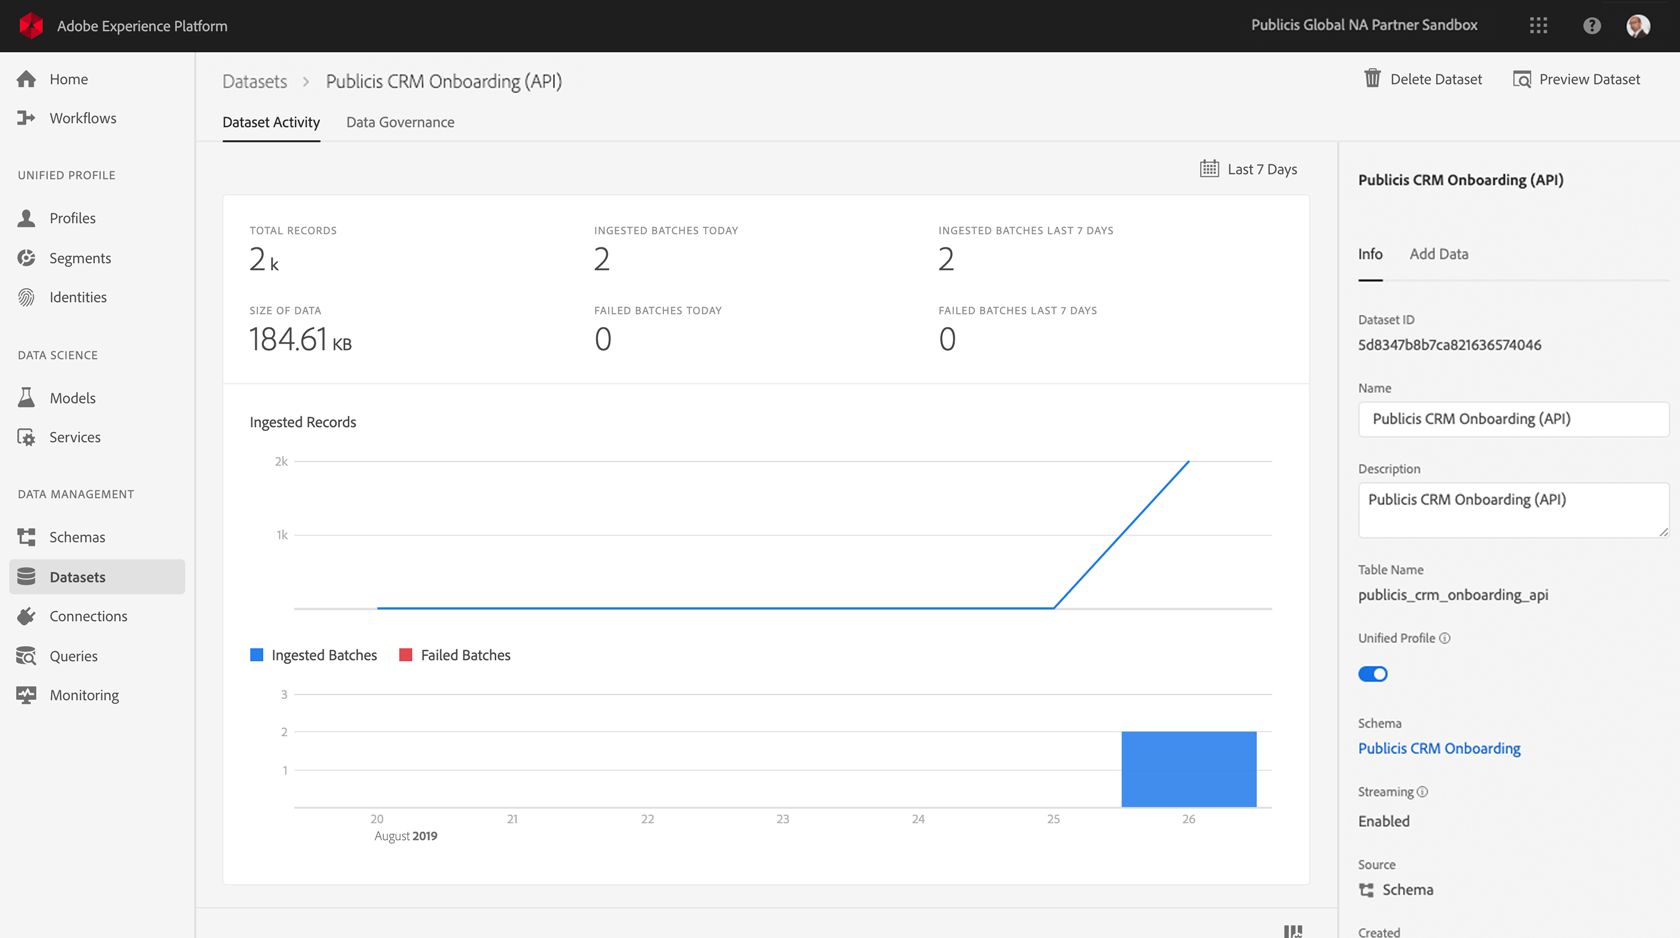 Adobe Experience Platform
Publicis Global NA Partner Sandbox
Home
Workflows
UNIFIED PROFILE
Profiles
Segments
Identities
DATA SCIENCE
Models
Services
DATA MANAGEMENT
Schemas
Datasets
Connections
Queries
Monitoring
Datasets > Publicis CRM Onboarding (API)
Delete Dataset
Preview Dataset
Dataset Activity
Data Governance
Last 7 Days
TOTAL RECORDS
2 k
INGESTED BATCHES TODAY
2
INGESTED BATCHES LAST 7 DAYS
2
SIZE OF DATA
184.61 KB
FAILED BATCHES TODAY
0
FAILED BATCHES LAST 7 DAYS
0
Ingested Records
2k
1k
Ingested Batches
Failed Batches
3
2
1
20 21 22 23 24 25 26
August 2019
Publicis CRM Onboarding (API)
Info
Add Data
Dataset ID
5d8347b8b7ca821636574046
Name
Publicis CRM Onboarding (API)
Description
Publicis CRM Onboarding (API)
Table Name
publicis_crm_onboarding_api
Unified Profile
Schema
Publicis CRM Onboarding
Streaming
Enabled
Source
Schema
Created